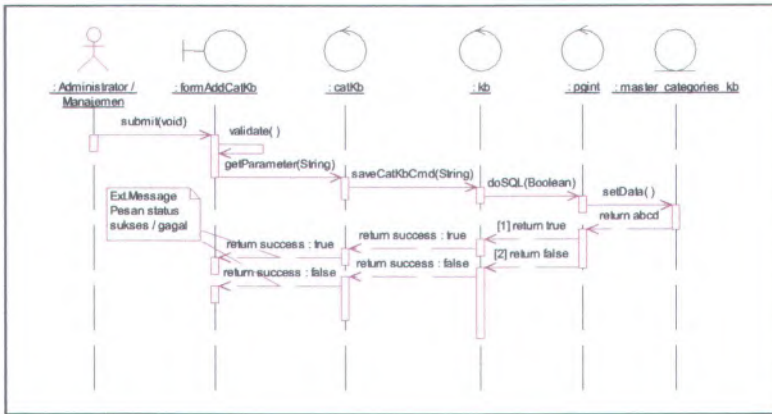 : Administrator /
Manajemen
: formAddCatKb
: catKb
: kb
: pgint
: master_categories_kb
submit(void)
validate( )
getParameter(String)
saveCatKbCmd(String)
doSQL(Boolean)
setData( )
return abcd
Ext.Message
Pesan status
sukses / gagal
[1] return true
return success : true
return success : true
[2] return false
return success : false
return success : false